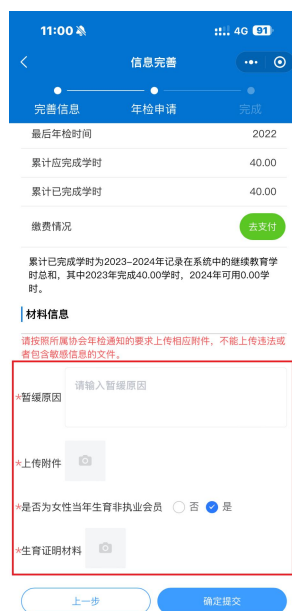 11:00 4G 91
信息完善
完善信息 年检申请 完成
最后年检时间 2022
累计应完成学时 40.00
累计已完成学时 40.00
缴费情况 去支付
累计已完成学时为2023-2024年记录在系统中的继续教育学
时总和，其中2023年完成40.00学时，2024年可用0.00学
时。
材料信息
请按照所属协会年检通知的要求上传相应附件，不能上传违法或
者包含敏感信息的文件。
*暂缓原因 请输入暂缓原因
*上传附件
*是否为女性当年生育非执业会员 否 是
*生育证明材料
上一步 确定提交